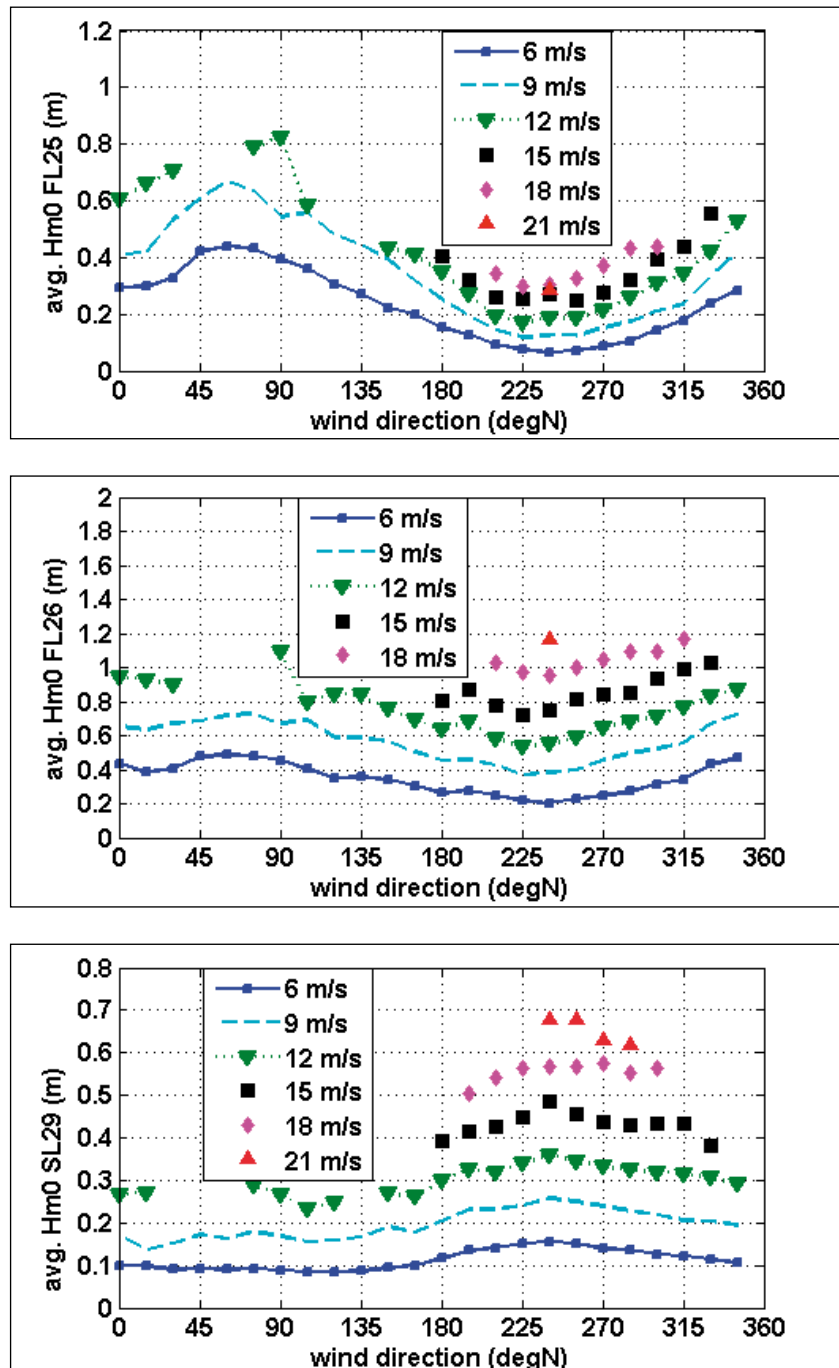 avg. Hm0 FL25 (m)
1.2
1
0.8
0.6
0.4
0.2
0
6 m/s
9 m/s
12 m/s
15 m/s
18 m/s
21 m/s
0 45 90 135 180 225 270 315 360
wind direction (degN)
avg. Hm0 FL26 (m)
2
1.8
1.6
1.4
1.2
1
0.8
0.6
0.4
0.2
0
6 m/s
9 m/s
12 m/s
15 m/s
18 m/s
0 45 90 135 180 225 270 315 360
wind direction (degN)
avg. Hm0 SL29 (m)
0.8
0.7
0.6
0.5
0.4
0.3
0.2
0.1
0
6 m/s
9 m/s
12 m/s
15 m/s
18 m/s
21 m/s
0 45 90 135 180 225 270 315 360
wind direction (degN)